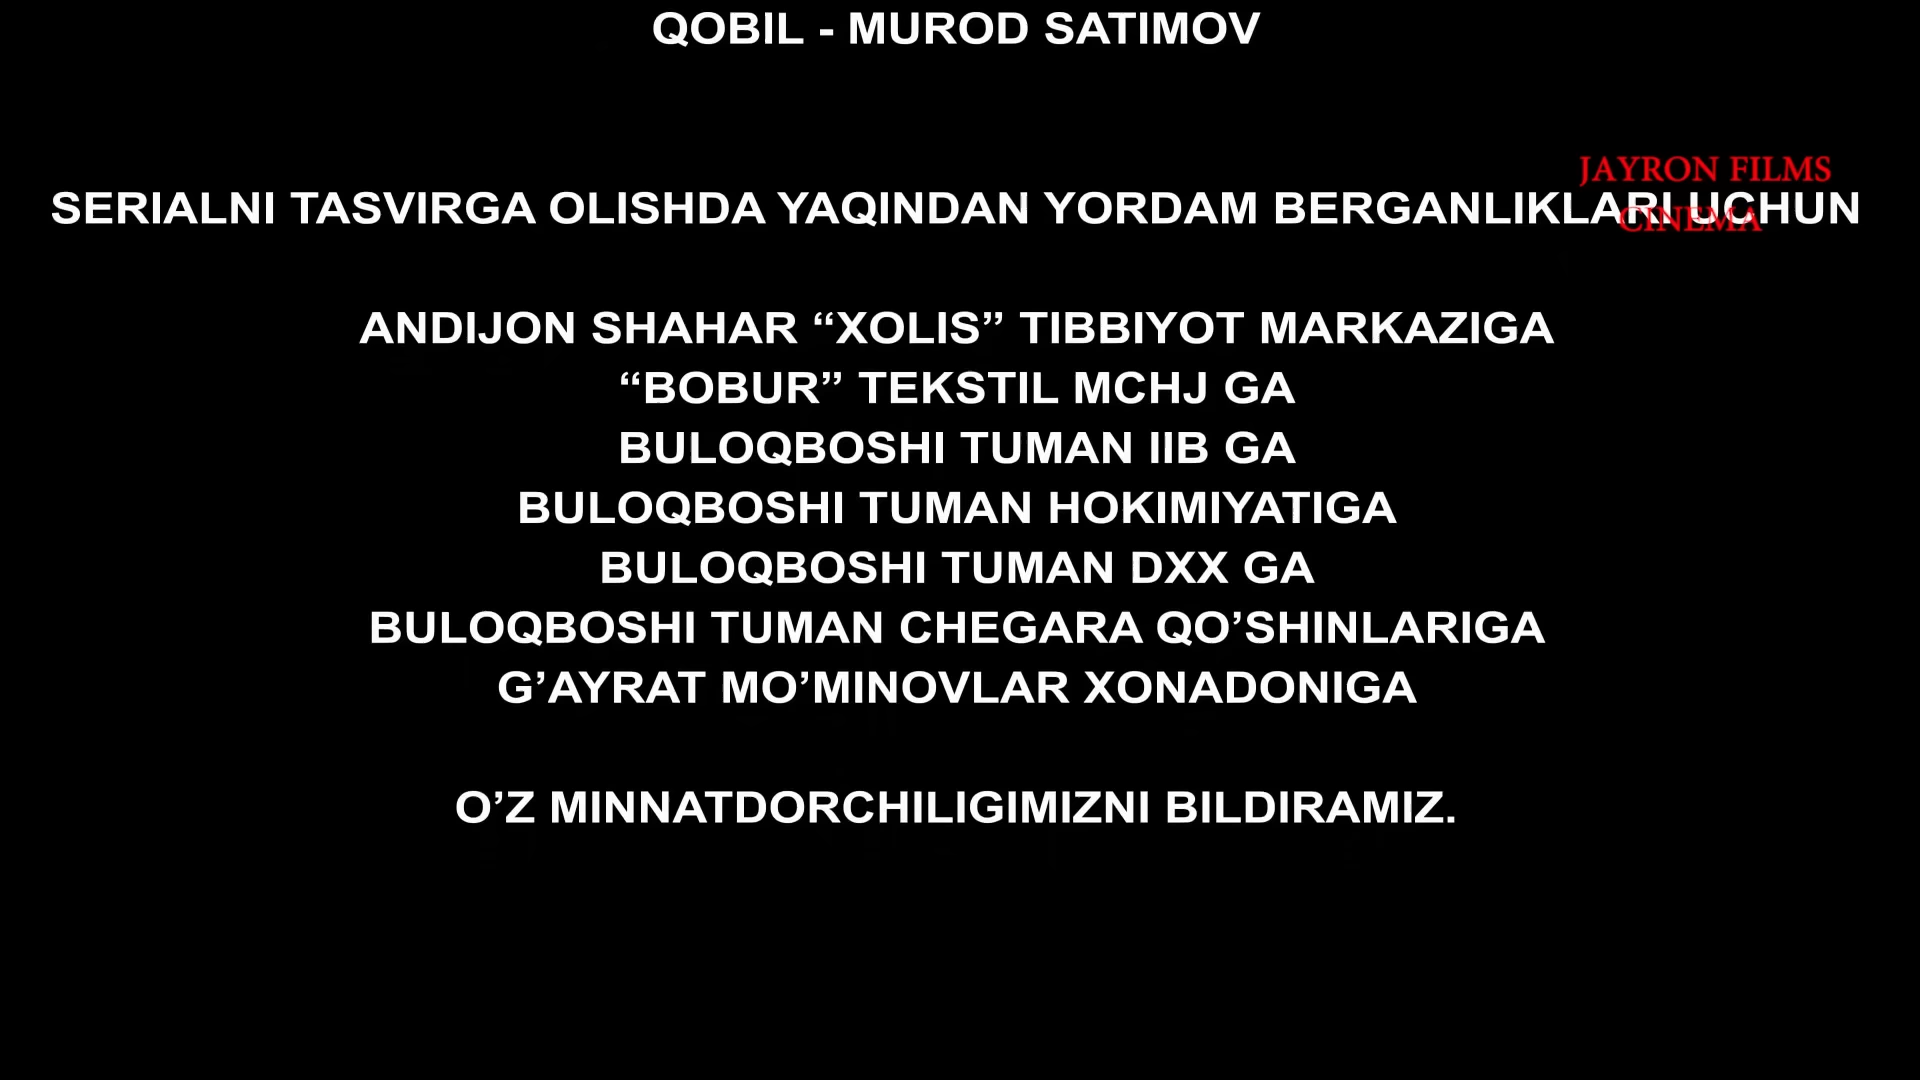 QOBIL - MUROD SATIMOV
JAYRON FILMS
CINEMA
SERIALNI TASVIRGA OLISHDA YAQINDAN YORDAM BERGANLIKLARI UCHUN
ANDIJON SHAHAR “XOLIS” TIBBIYOT MARKAZIGA
“BOBUR” TEKSTIL MCHJ GA
BULOQBOSHI TUMAN IIB GA
BULOQBOSHI TUMAN HOKIMIYATIGA
BULOQBOSHI TUMAN DXX GA
BULOQBOSHI TUMAN CHEGARA QO’SHINLARIGA
G’AYRAT MO’MINOVLAR XONADONIGA
O’Z MINNATDORCHILIGIMIZNI BILDIRAMIZ.